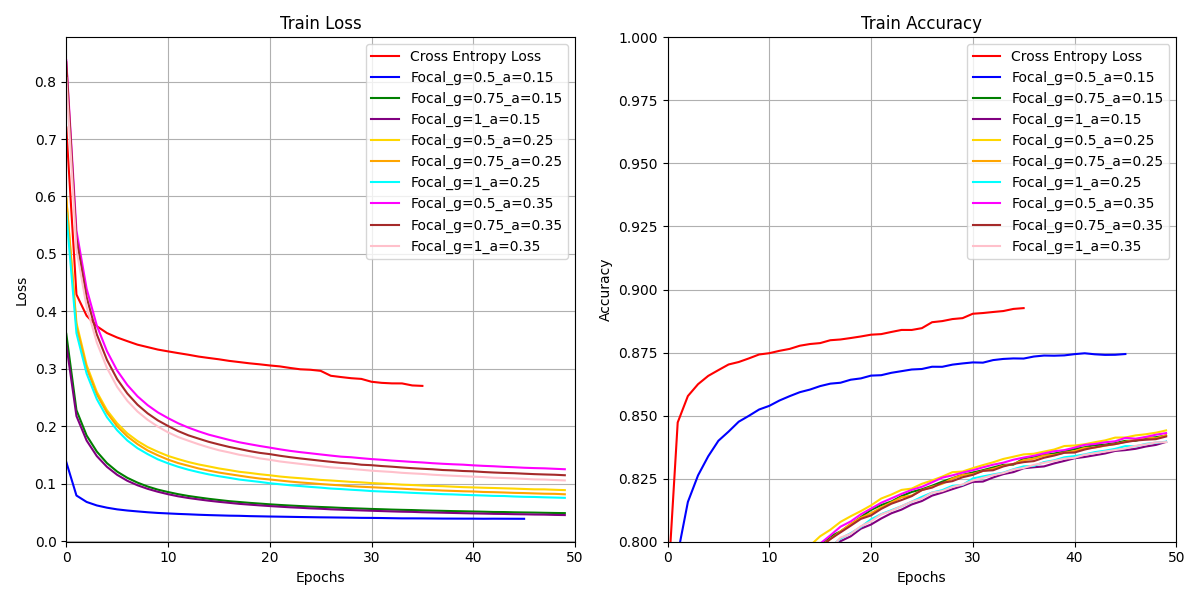 Train Loss
Loss
0.8
0.7
0.6
0.5
0.4
0.3
0.2
0.1
0.0
0
10
20
30
40
50
Epochs
Cross Entropy Loss
Focal_g=0.5_a=0.15
Focal_g=0.75_a=0.15
Focal_g=1_a=0.15
Focal_g=0.5_a=0.25
Focal_g=0.75_a=0.25
Focal_g=1_a=0.25
Focal_g=0.5_a=0.35
Focal_g=0.75_a=0.35
Focal_g=1_a=0.35
Train Accuracy
Accuracy
1.000
0.975
0.950
0.925
0.900
0.875
0.850
0.825
0.800
0
10
20
30
40
50
Epochs
Cross Entropy Loss
Focal_g=0.5_a=0.15
Focal_g=0.75_a=0.15
Focal_g=1_a=0.15
Focal_g=0.5_a=0.25
Focal_g=0.75_a=0.25
Focal_g=1_a=0.25
Focal_g=0.5_a=0.35
Focal_g=0.75_a=0.35
Focal_g=1_a=0.35